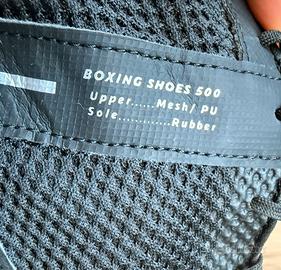 BOXING SHOES 500
Upper......Mesh/ PU
Sole.............Rubber